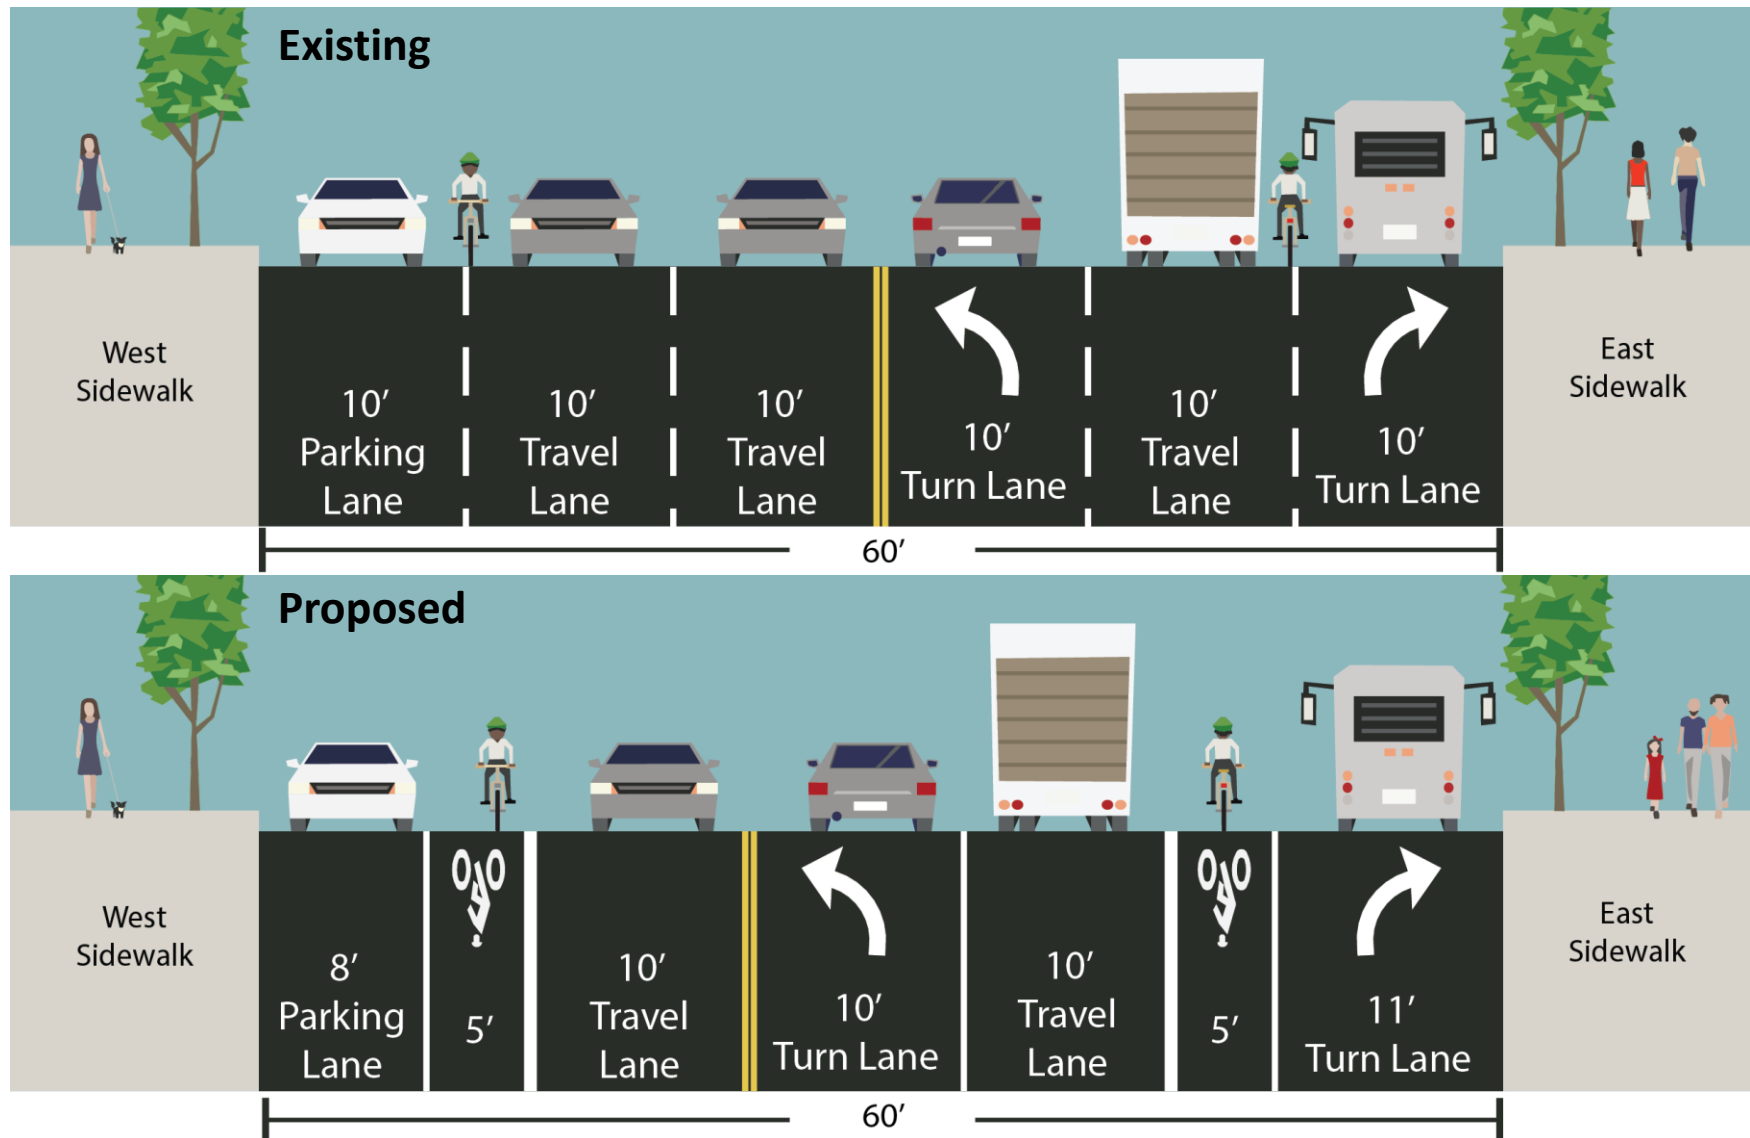 Existing
West
Sidewalk
10′
Parking
Lane
10′
Travel
Lane
10′
Travel
Lane
10′
Turn Lane
10′
Travel
Lane
10′
Turn Lane
East
Sidewalk
60′
Proposed
West
Sidewalk
8′
Parking
Lane
5′
10′
Travel
Lane
10′
Turn Lane
10′
Travel
Lane
5′
11′
Turn Lane
East
Sidewalk
60′